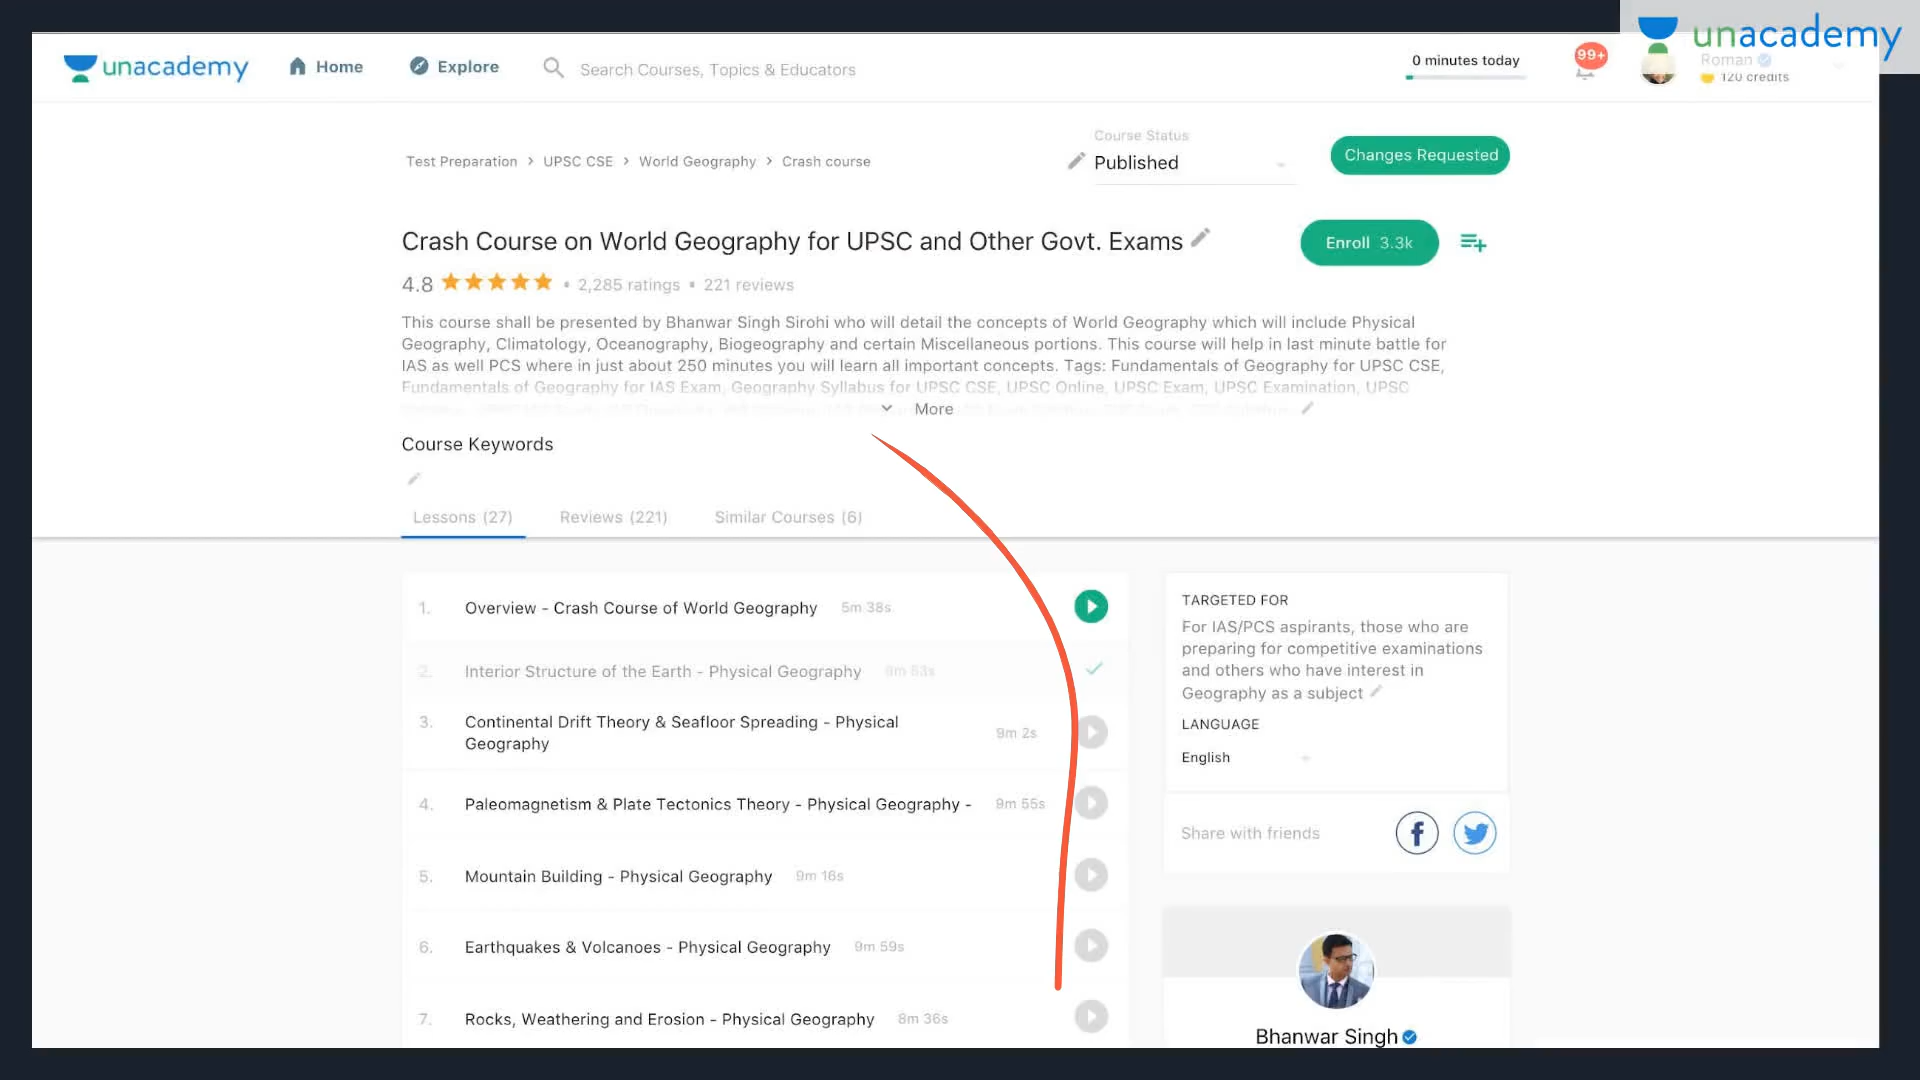 unacademy
unacademy Home Explore Search Courses, Topics & Educators 0 minutes today 99+ Roman
120 credits
Course Status
Test Preparation > UPSC CSE > World Geography > Crash course Published Changes Requested
Crash Course on World Geography for UPSC and Other Govt. Exams Enroll 3.3k
4.8 • 2,285 ratings • 221 reviews
This course shall be presented by Bhanwar Singh Sirohi who will detail the concepts of World Geography which will include Physical
Geography, Climatology, Oceanography, Biogeography and certain Miscellaneous portions. This course will help in last minute battle for
IAS as well PCS where in just about 250 minutes you will learn all important concepts. Tags: Fundamentals of Geography for UPSC CSE,
Fundamentals of Geography for IAS Exam, Geography Syllabus for UPSC CSE, UPSC Online, UPSC Exam, UPSC Examination, UPSC
More
Course Keywords
Lessons (27) Reviews (221) Similar Courses (6)
1. Overview - Crash Course of World Geography 5m 38s
2. Interior Structure of the Earth - Physical Geography 9m 53s
3. Continental Drift Theory & Seafloor Spreading - Physical
Geography 9m 2s
4. Paleomagnetism & Plate Tectonics Theory - Physical Geography - 9m 55s
5. Mountain Building - Physical Geography 9m 16s
6. Earthquakes & Volcanoes - Physical Geography 9m 59s
7. Rocks, Weathering and Erosion - Physical Geography 8m 36s
TARGETED FOR
For IAS/PCS aspirants, those who are
preparing for competitive examinations
and others who have interest in
Geography as a subject
LANGUAGE
English
Share with friends
Bhanwar Singh